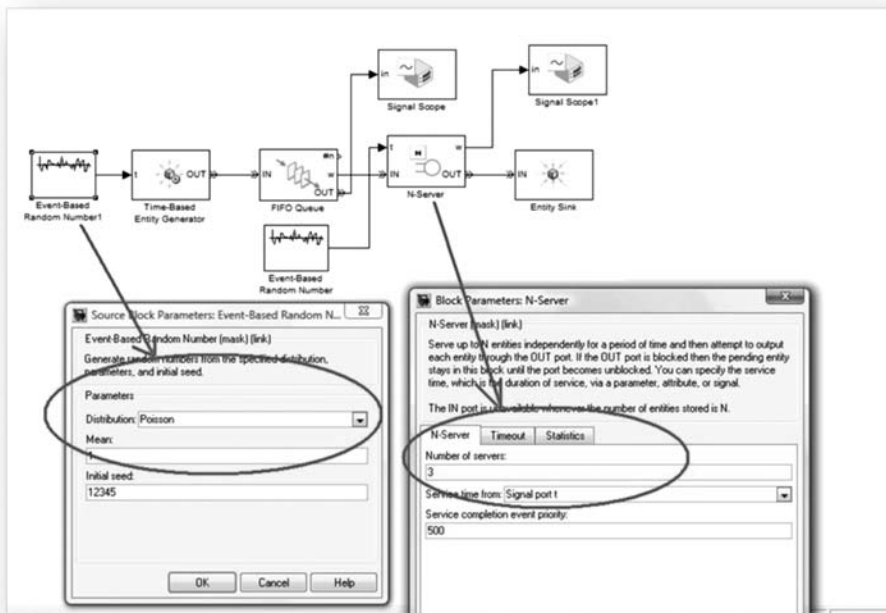 in
Signal Scope
in
Signal Scope1
Event-Based
Random Number1
t
OUT
Time-Based
Entity Generator
IN
#n
w
OUT
FIFO Queue
t
IN
w
OUT
N
N-Server
IN
Entity Sink
Event-Based
Random Number
Source Block Parameters: Event-Based Random N...
Event-Based Random Number (mask) (link)
Generate random numbers from the specified distribution,
parameters, and initial seed.
Parameters
Distribution: Poisson
Mean:
1
Initial seed:
12345
OK
Cancel
Help
Block Parameters: N-Server
N-Server (mask) (link)
Serve up to N entities independently for a period of time and then attempt to output
each entity through the OUT port. If the OUT port is blocked then the pending entity
stays in this block until the port becomes unblocked. You can specify the service
time, which is the duration of service, via a parameter, attribute, or signal.
The IN port is unavailable whenever the number of entities stored is N.
N-Server
Timeout
Statistics
Number of servers:
3
Service time from: Signal port t
Service completion event priority:
500